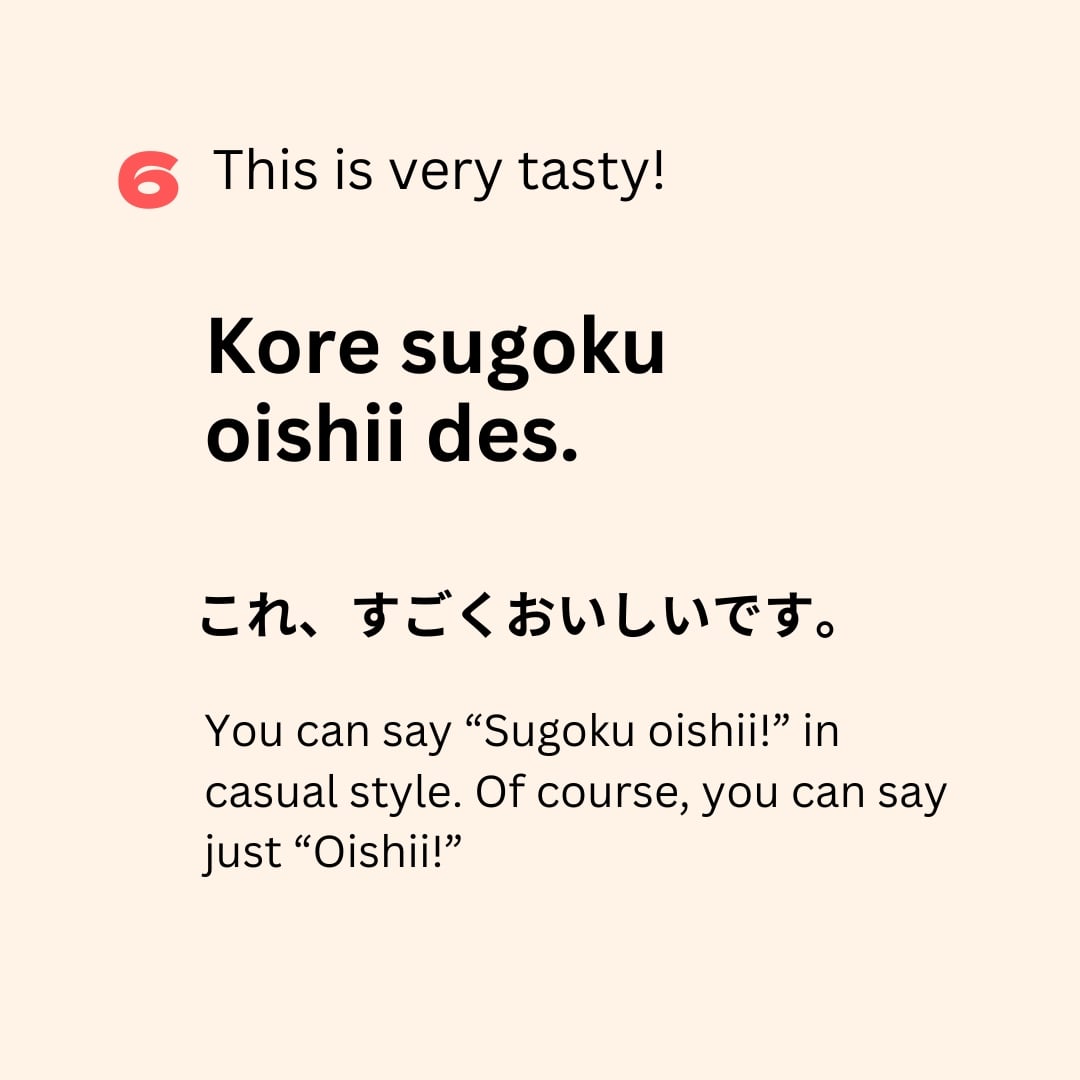 6 This is very tasty!
Kore sugoku
oishii des.
これ、すごくおいしいです。
You can say “Sugoku oishii!” in
casual style. Of course, you can say
just “Oishii!”